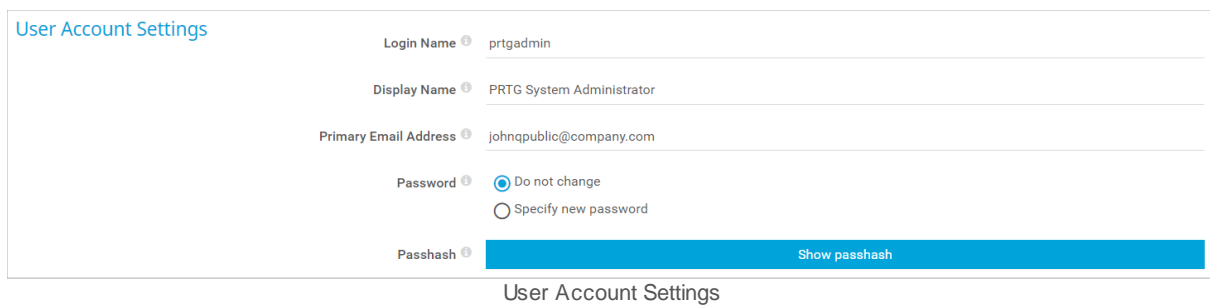 User Account Settings
Login Name prtgadmin
Display Name PRTG System Administrator
Primary Email Address johnqpublic@company.com
Password Do not change
Specify new password
Passhash Show passhash
User Account Settings